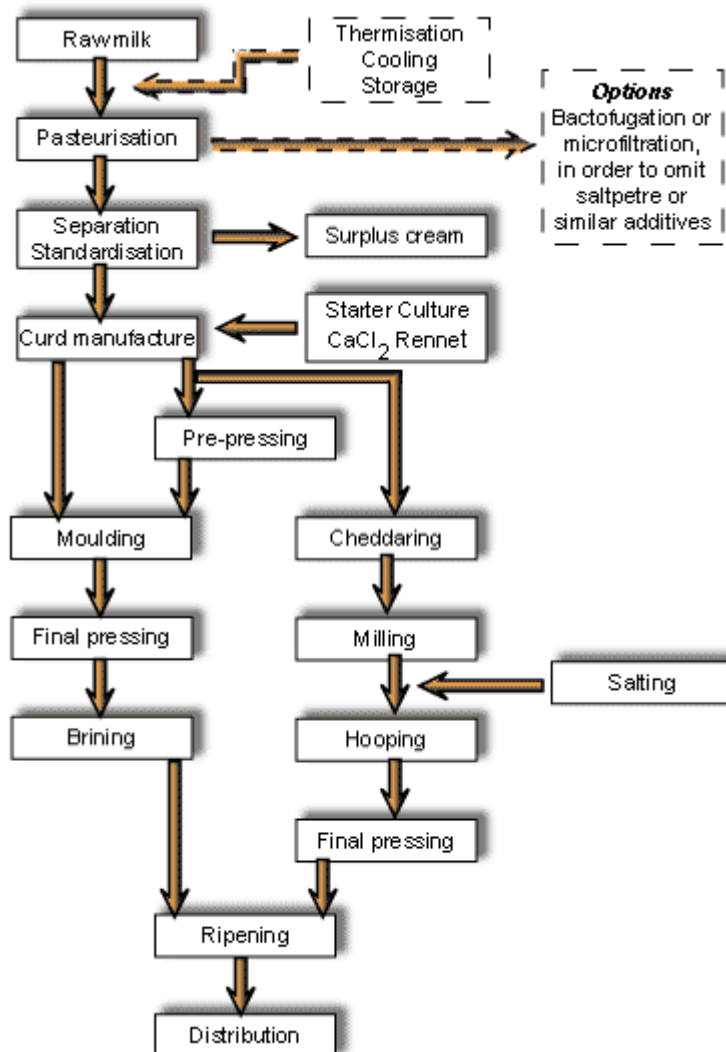 Rawmilk
Thermisation
Cooling
Storage
Options
Bactofugation or
microfiltration,
in order to omit
saltpetre or
similar additives
Pasteurisation
Separation
Standardisation
Surplus cream
Curd manufacture
Starter Culture
CaCl₂ Rennet
Pre-pressing
Moulding
Cheddaring
Final pressing
Milling
Salting
Brining
Hooping
Final pressing
Ripening
Distribution